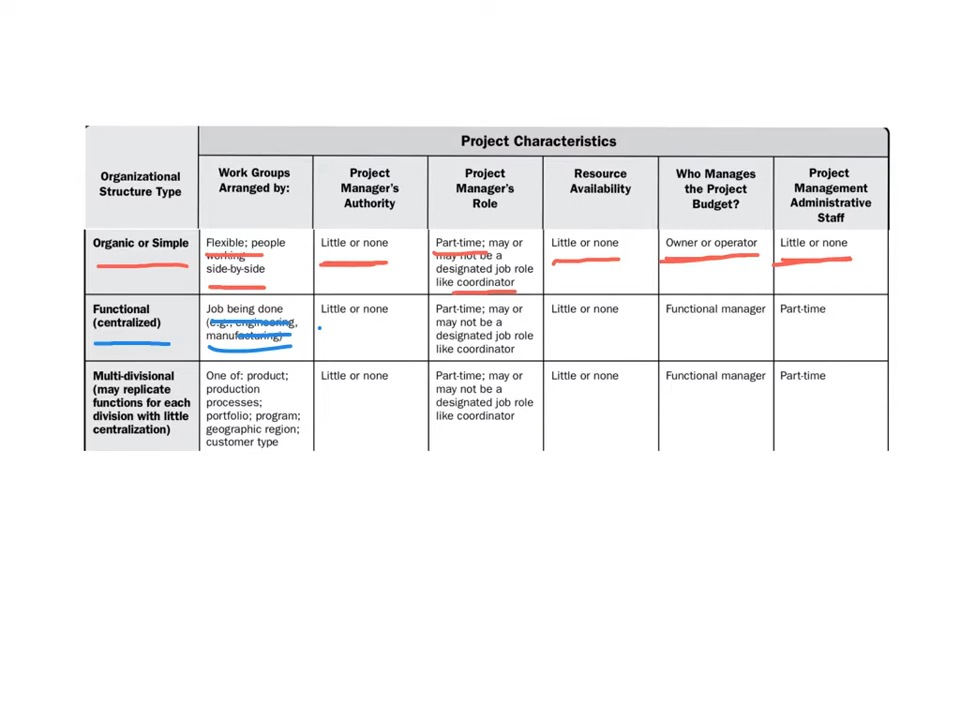 Project Characteristics
Organizational
Structure Type
Work Groups
Arranged by:
Project
Manager's
Authority
Project
Manager's
Role
Resource
Availability
Who Manages
the Project
Budget?
Project
Management
Administrative
Staff
Organic or Simple
Flexible; people
working
side-by-side
Little or none
Part-time; may or
may not be a
designated job role
like coordinator
Little or none
Owner or operator
Little or none
Functional
(centralized)
Job being done
(e.g., engineering,
manufacturing)
Little or none
Part-time; may or
may not be a
designated job role
like coordinator
Little or none
Functional manager
Part-time
Multi-divisional
(may replicate
functions for each
division with little
centralization)
One of: product;
production
processes;
portfolio; program;
geographic region;
customer type
Little or none
Part-time; may or
may not be a
designated job role
like coordinator
Little or none
Functional manager
Part-time